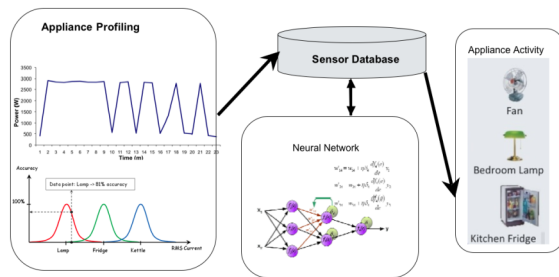 Appliance Profiling
3500
3000
2500
2000
1500
1000
500
0
Power (W)
1 2 3 4 5 6 7 8 9 10 11 12 13 14 15 16 17 18 19 20 21 22 23
Time (m)
Accuracy
Data point: Lamp -> 81% accuracy
100%
Lamp Fridge Kettle RMS Current
Sensor Database
Neural Network
y
Appliance Activity
Fan
Bedroom Lamp
Kitchen Fridge